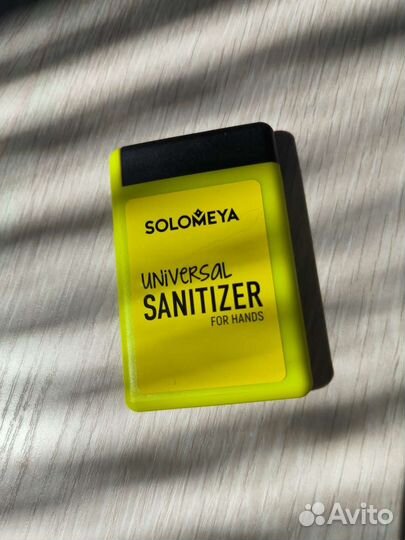 SOLOMEYA
UNIVERSAL
SANITIZER
FOR HANDS
Avito